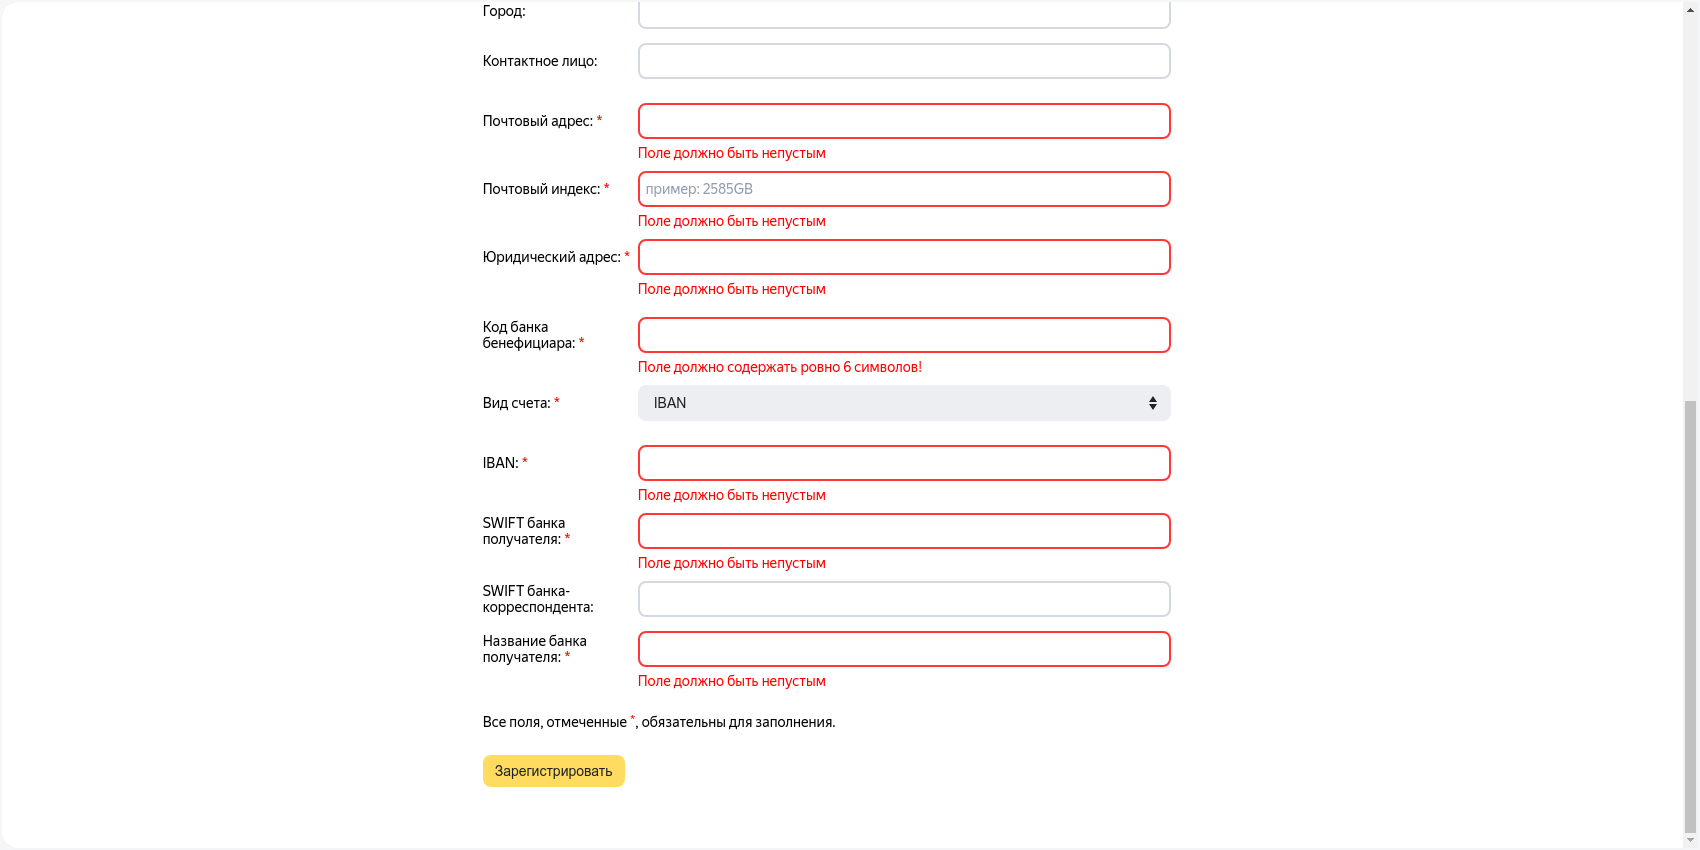 Город:
Контактное лицо:
Почтовый адрес: *
Поле должно быть непустым
Почтовый индекс: *
пример: 2585GB
Поле должно быть непустым
Юридический адрес: *
Поле должно быть непустым
Код банка
бенефициара: *
Поле должно содержать ровно 6 символов!
Вид счета: *
IBAN
IBAN: *
Поле должно быть непустым
SWIFT банка
получателя: *
Поле должно быть непустым
SWIFT банка-
корреспондента:
Название банка
получателя: *
Поле должно быть непустым
Все поля, отмеченные *, обязательны для заполнения.
Зарегистрировать